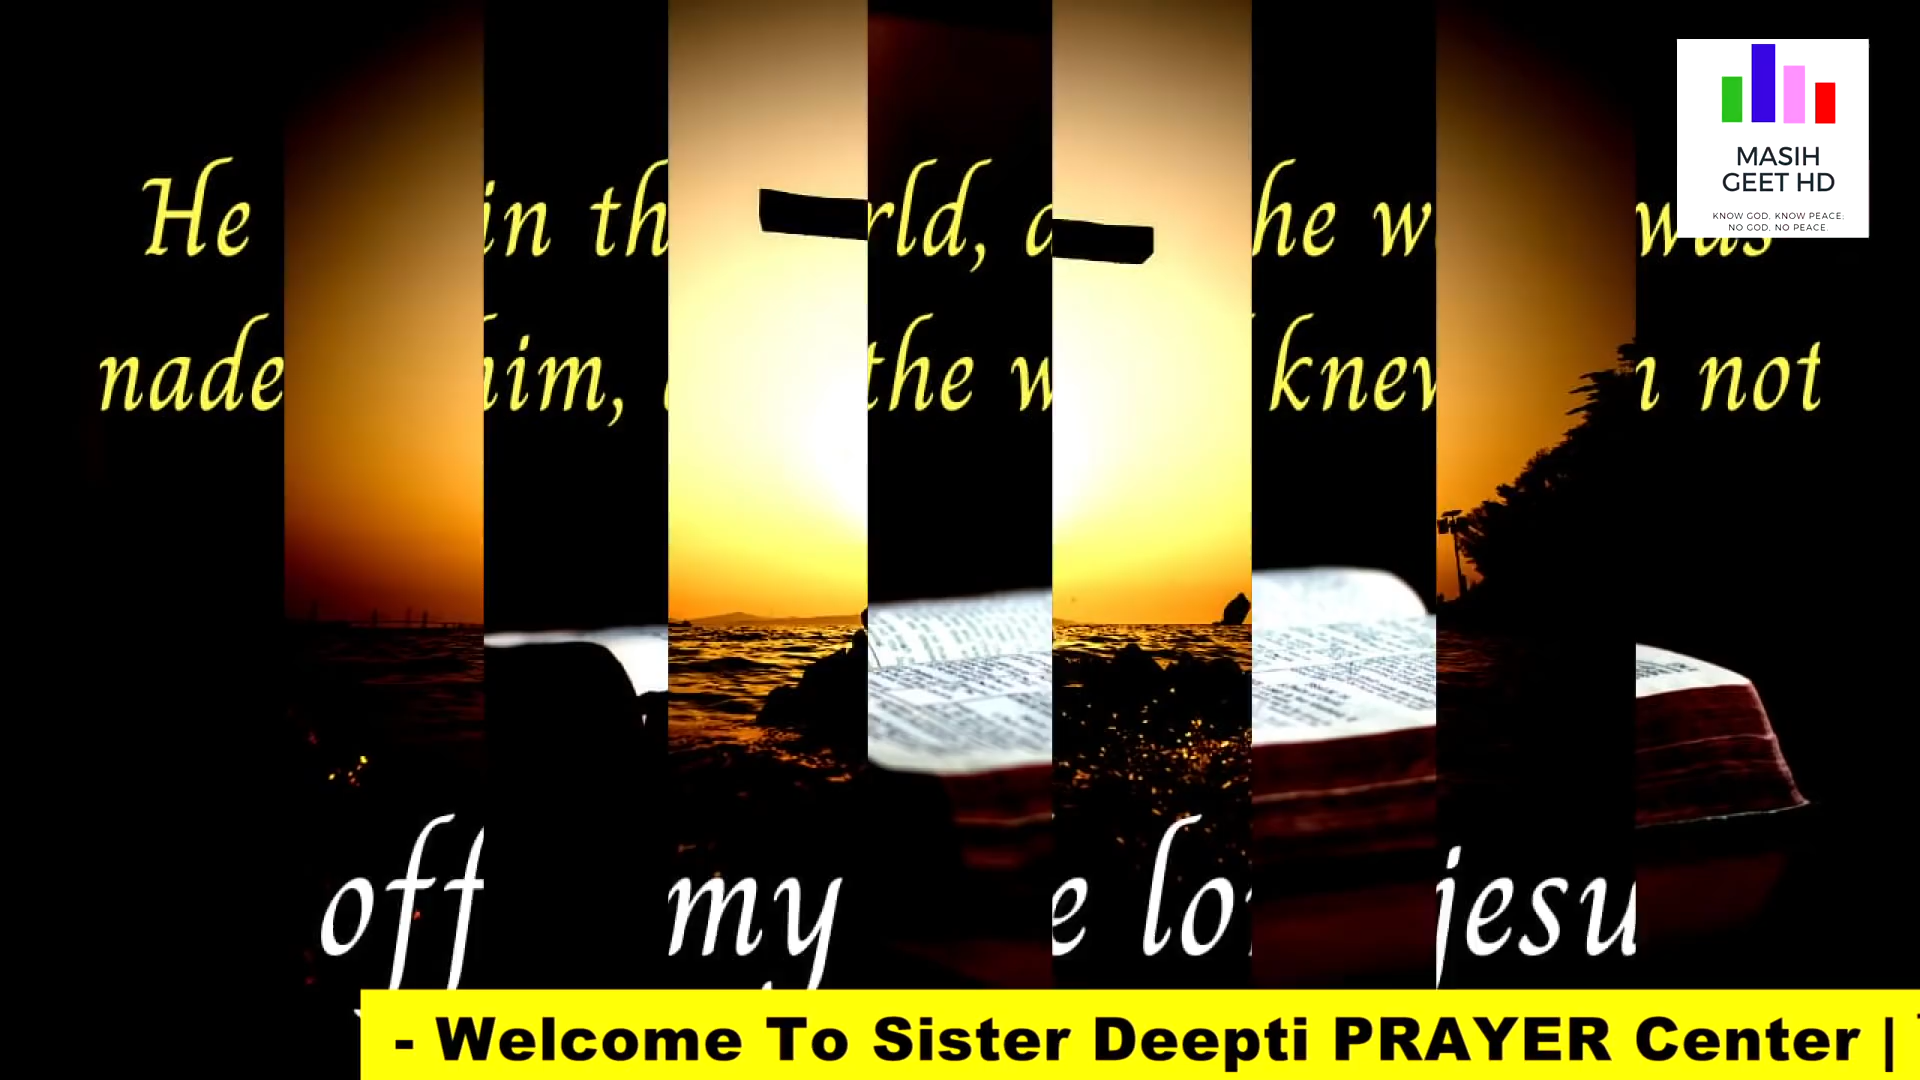 He in th rld, a he w was
nade him, the w knew n not
MASIH
GEET HD
KNOW GOD, KNOW PEACE;
NO GOD, NO PEACE.
off my e lo jesu
- Welcome To Sister Deepti PRAYER Center |